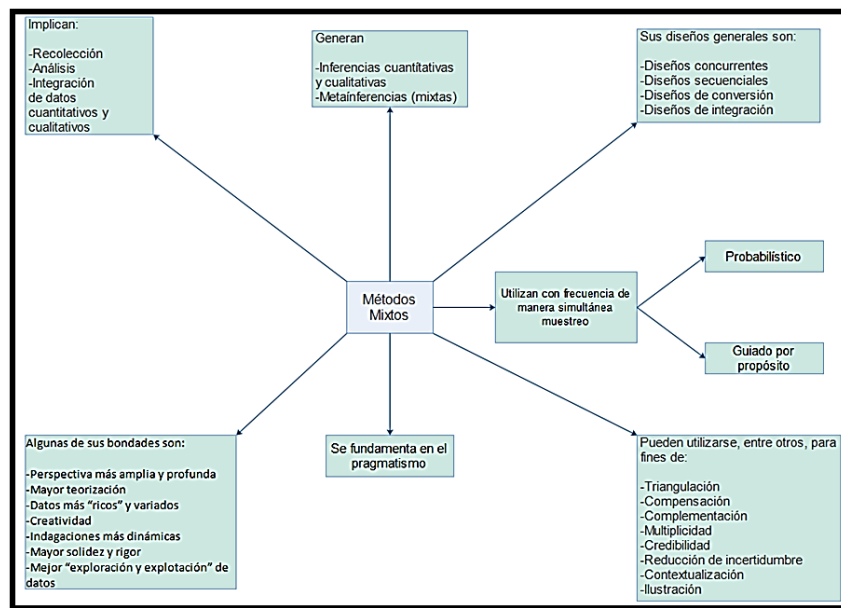 Implican:
-Recolección
-Análisis
-Integración
de datos
cuantitativos y
cualitativos
Generan
-Inferencias cuantítativas
y cualitativas
-Metaínferencias (mixtas)
Sus diseños generales son:
-Diseños concurrentes
-Diseños secuenciales
-Diseños de conversión
-Diseños de integración
Métodos
Mixtos
Utilizan con frecuencia de
manera simultánea
muestreo
Probabilístico
Guiado por
propósito
Algunas de sus bondades son:
-Perspectiva más amplia y profunda
-Mayor teorización
-Datos más “ricos” y variados
-Creatividad
-Indagaciones más dinámicas
-Mayor solidez y rigor
-Mejor “exploración y explotación” de
datos
Se fundamenta en el
pragmatismo
Pueden utilizarse, entre otros, para
fines de:
-Triangulación
-Compensación
-Complementación
-Multiplicidad
-Credibilidad
-Reducción de incertidumbre
-Contextualización
-Ilustración